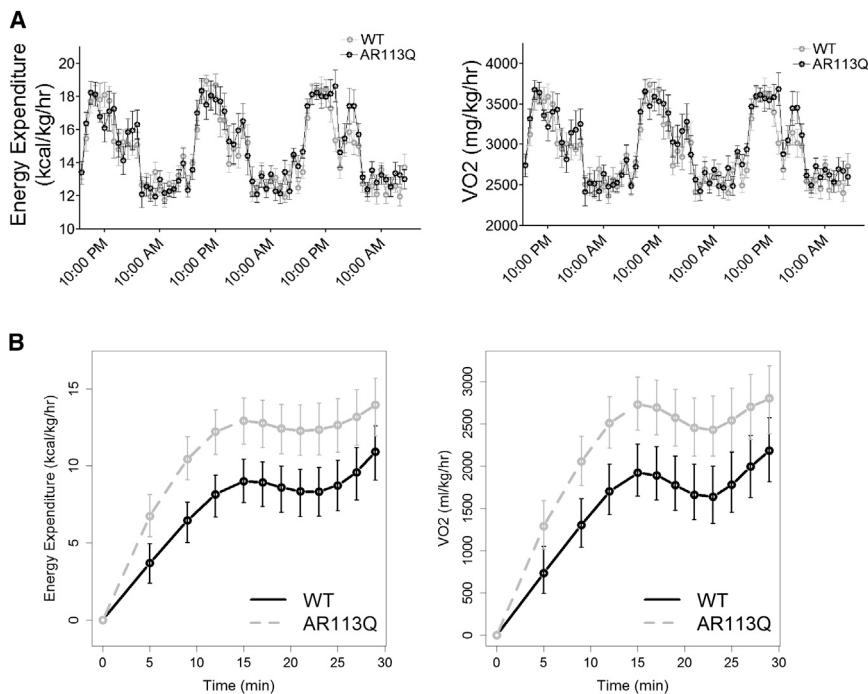 A
WT
AR113Q
Energy Expenditure
(kcal/kg/hr)
20
18
16
14
12
10
10:00 PM
10:00 AM
10:00 PM
10:00 AM
10:00 PM
10:00 AM
WT
AR113Q
VO2 (mg/kg/hr)
4000
3500
3000
2500
2000
10:00 PM
10:00 AM
10:00 PM
10:00 AM
10:00 PM
10:00 AM
B
Energy Expenditure (kcal/kg/hr)
15
10
5
0
WT
AR113Q
0 5 10 15 20 25 30
Time (min)
VO2 (ml/kg/hr)
3000
2500
2000
1500
1000
500
0
WT
AR113Q
0 5 10 15 20 25 30
Time (min)